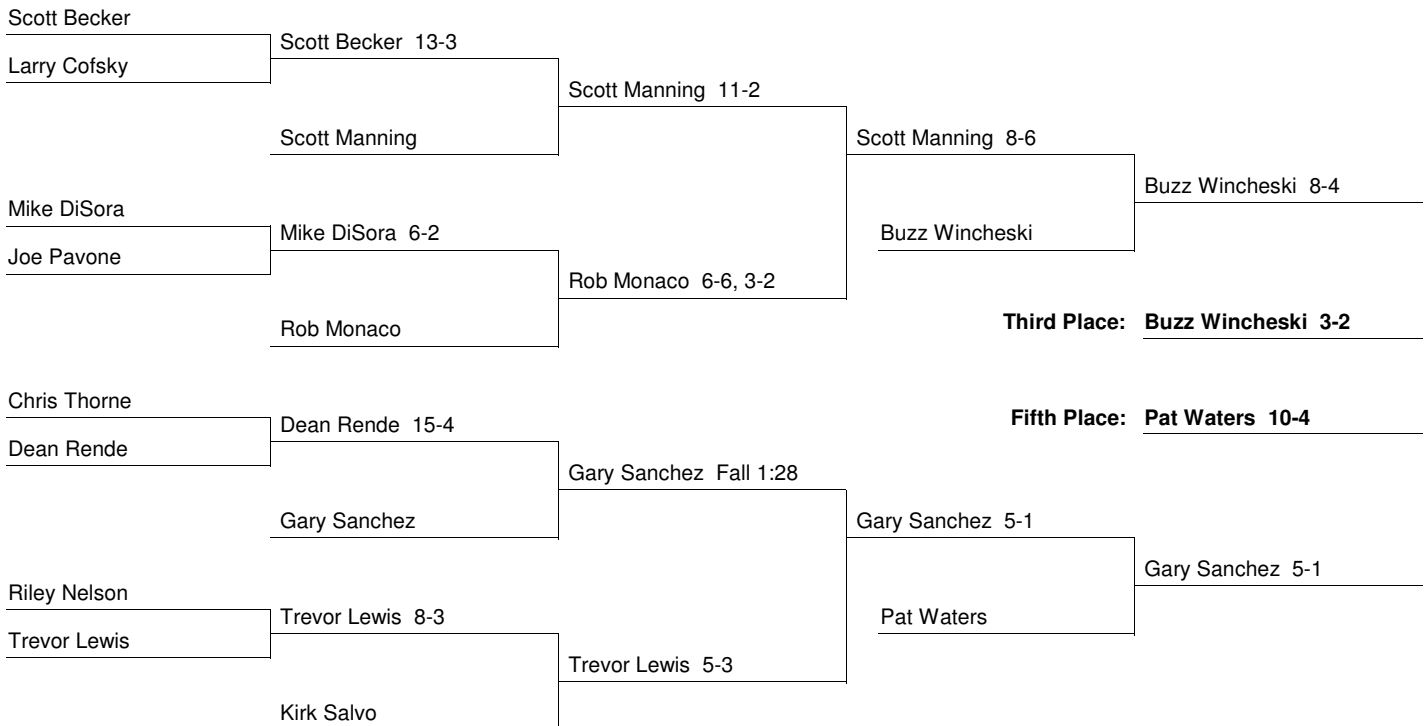 Scott Becker
Scott Becker 13-3
Larry Cofsky
Scott Manning 11-2
Scott Manning
Scott Manning 8-6
Buzz Wincheski 8-4
Mike DiSora
Mike DiSora 6-2
Buzz Wincheski
Joe Pavone
Rob Monaco 6-6, 3-2
Rob Monaco
Third Place: Buzz Wincheski 3-2
Chris Thorne
Dean Rende 15-4
Fifth Place: Pat Waters 10-4
Dean Rende
Gary Sanchez Fall 1:28
Gary Sanchez
Gary Sanchez 5-1
Gary Sanchez 5-1
Riley Nelson
Trevor Lewis 8-3
Pat Waters
Trevor Lewis
Trevor Lewis 5-3
Kirk Salvo